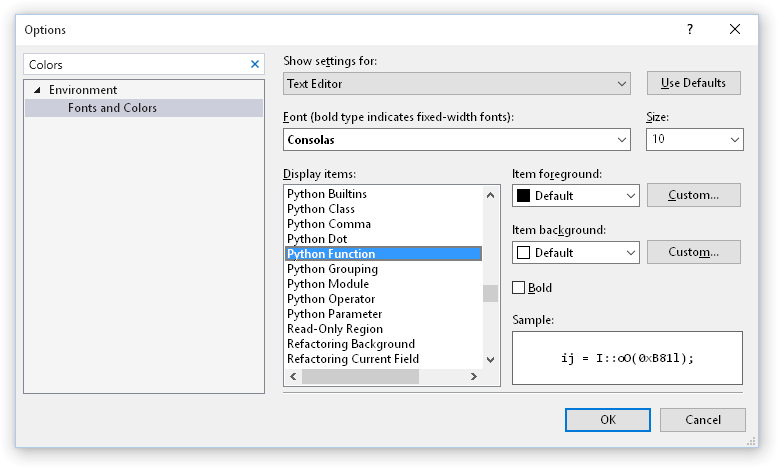 Options
?
Colors
Environment
Fonts and Colors
Show settings for:
Text Editor
Use Defaults
Font (bold type indicates fixed-width fonts):
Size:
Consolas
10
Display items:
Python Builtins
Python Class
Python Comma
Python Dot
Python Function
Python Grouping
Python Module
Python Operator
Python Parameter
Read-Only Region
Refactoring Background
Refactoring Current Field
Item foreground:
Default
Custom...
Item background:
Default
Custom...
Bold
Sample:
ij = I::oO(0xB81l);
OK
Cancel